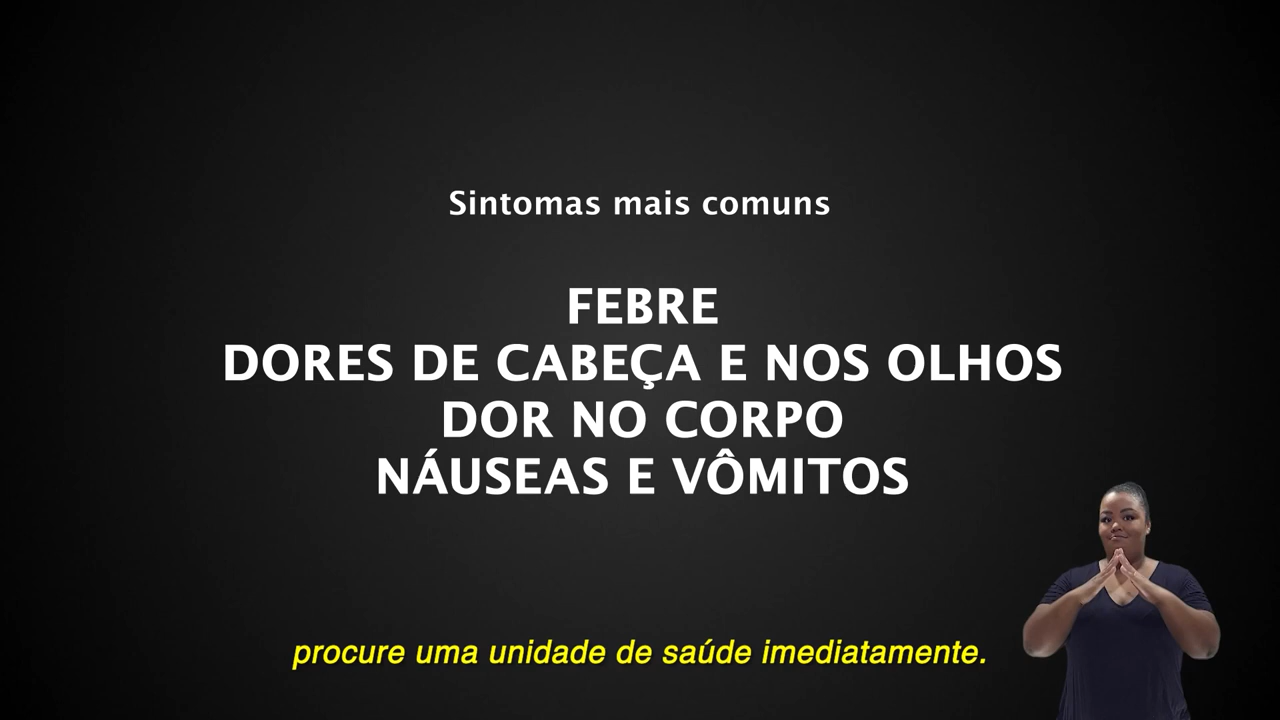 Sintomas mais comuns
FEBRE
DORES DE CABEÇA E NOS OLHOS
DOR NO CORPO
NÁUSEAS E VÔMITOS
procure uma unidade de saúde imediatamente.